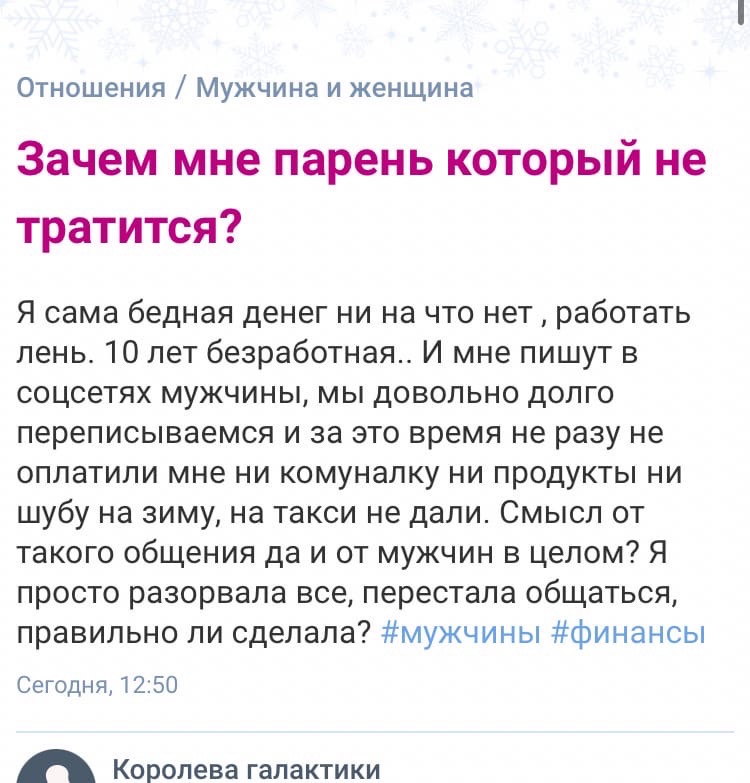 Отношения / Мужчина и женщина
Зачем мне парень который не
тратится?
Я сама бедная денег ни на что нет , работать
лень. 10 лет безработная.. И мне пишут в
соцсетях мужчины, мы довольно долго
переписываемся и за это время не разу не
оплатили мне ни комуналку ни продукты ни
шубу на зиму, на такси не дали. Смысл от
такого общения да и от мужчин в целом? Я
просто разорвала все, перестала общаться,
правильно ли сделала? #мужчины #финансы
Сегодня, 12:50
Королева галактики